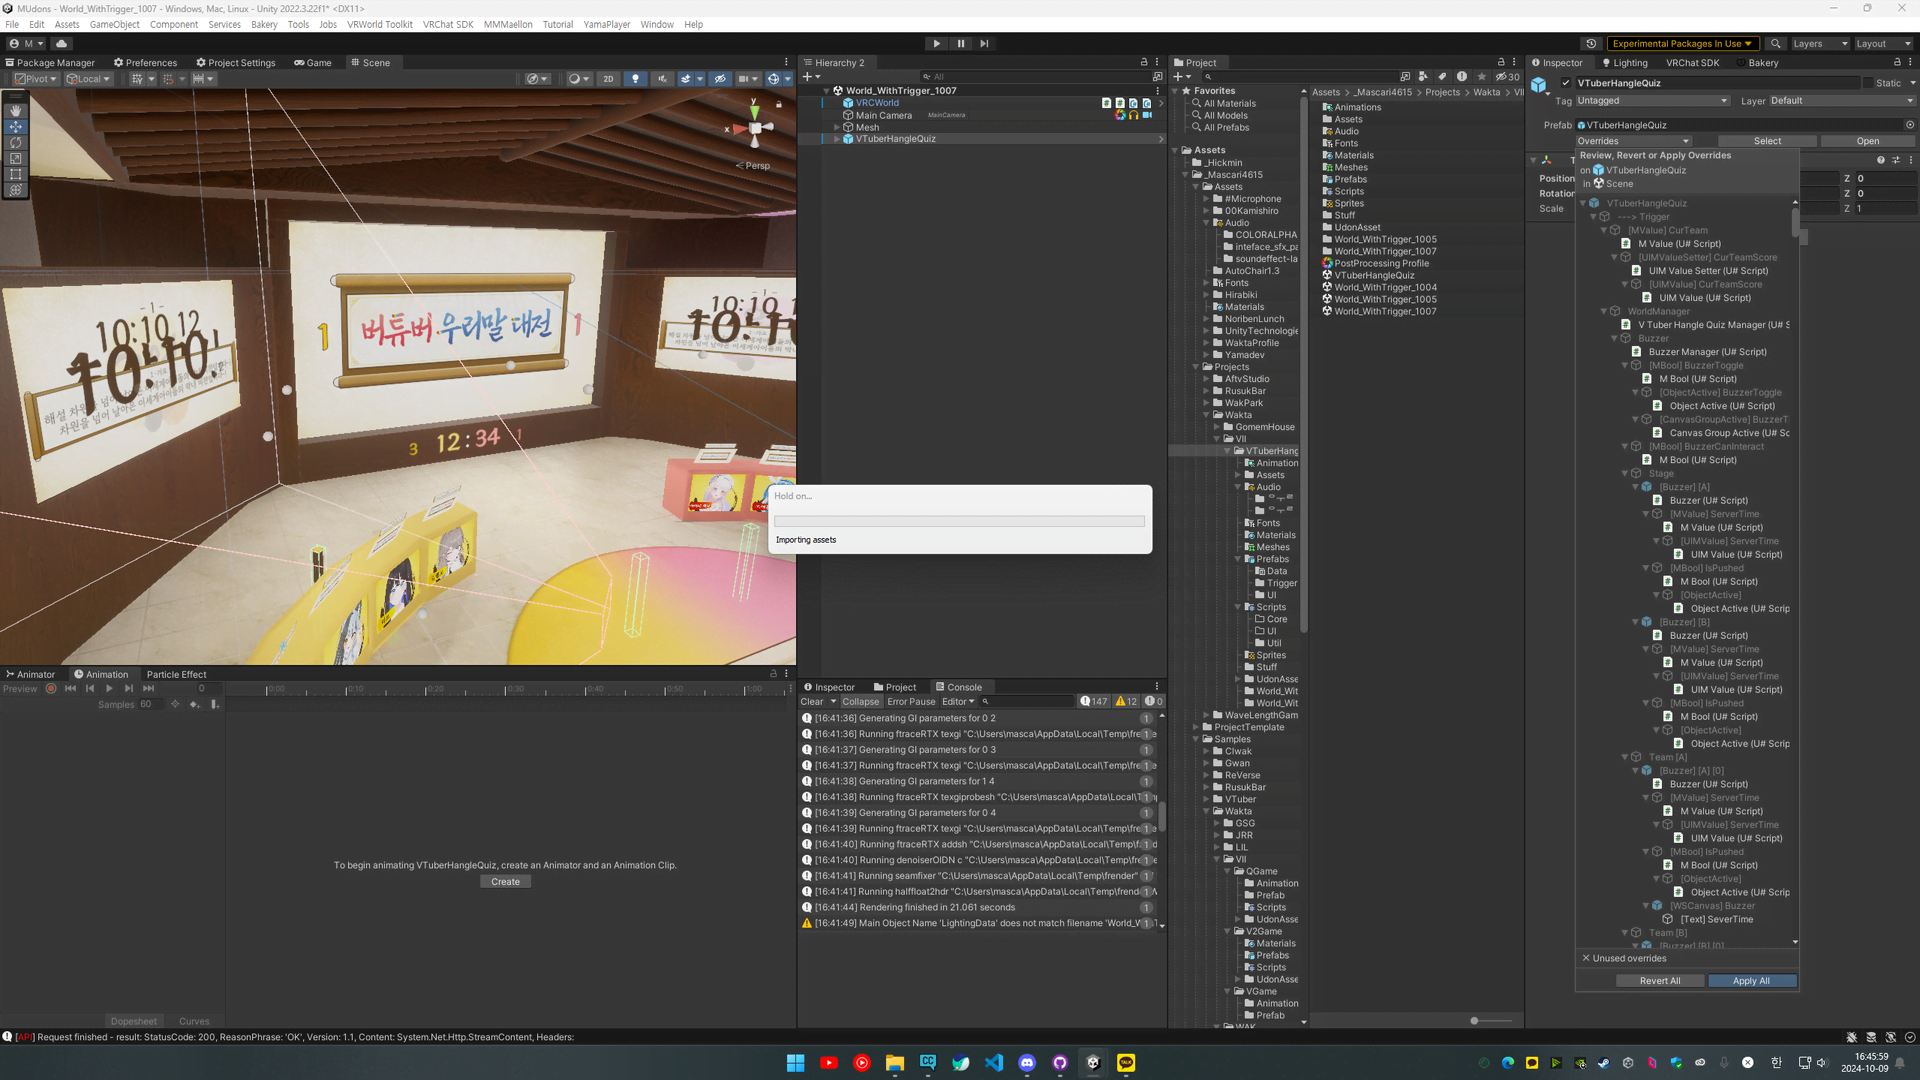 MUdons - World_WithTrigger_1007 - Windows, Mac, Linux - Unity 2022.3.22f1* <DX11>
File Edit Assets GameObject Component Services Bakery Tools Jobs VRWorld Toolkit VRChat SDK MMMaellon Tutorial YamaPlayer Window Help
M
Experimental Packages In Use
Layers
Layout
Package Manager
Preferences
Project Settings
Game
Scene
Pivot
Local
2D
y
x
Persp
버튜버 우리말 대전
1
1
3 12:34 1
- 1 -
10:10.12
10:10.
Animator
Animation
Particle Effect
Preview
0
0:00 0:10 0:20 0:30 0:40 0:50 1:00
Samples 60
To begin animating VTuberHangleQuiz, create an Animator and an Animation Clip.
Create
Dopesheet
Curves
Hierarchy 2
All
World_WithTrigger_1007
VRCWorld
Main Camera
MainCamera
Mesh
VTuberHangleQuiz
Hold on...
Importing assets
Inspector
Project
Console
Clear
Collapse
Error Pause
Editor
147
12
0
[16:41:36] Generating GI parameters for 0 2
[16:41:36] Running ftraceRTX texgi "C:\Users\masca\AppData\Local\Temp\fre
[16:41:37] Generating GI parameters for 0 3
[16:41:37] Running ftraceRTX texgi "C:\Users\masca\AppData\Local\Temp\fre
[16:41:38] Generating GI parameters for 1 4
[16:41:38] Running ftraceRTX texgiprobesh "C:\Users\masca\AppData\Local\T
[16:41:39] Generating GI parameters for 0 4
[16:41:39] Running ftraceRTX texgi "C:\Users\masca\AppData\Local\Temp\fre
[16:41:40] Running ftraceRTX addsh "C:\Users\masca\AppData\Local\Temp\f
[16:41:40] Running denoiserOIDN c "C:\Users\masca\AppData\Local\Temp\fre
[16:41:41] Running seamfixer "C:\Users\masca\AppData\Local\Temp\frender"
[16:41:41] Running halffloat2hdr "C:\Users\masca\AppData\Local\Temp\frender\
[16:41:44] Rendering finished in 21.061 seconds
[16:41:49] Main Object Name 'LightingData' does not match filename 'World_W
Project
30
Favorites
All Materials
All Models
All Prefabs
Assets
_Hickmin
_Mascari4615
Assets
#Microphone
00Kamishiro
Audio
COLORALPHA
inteface_sfx_pa
soundeffect-la
AutoChair1.3
Fonts
Hirabiki
Materials
NoribenLunch
UnityTechnologie
WaktaProfile
Yamadev
Projects
AftvStudio
RusukBar
WakPark
Wakta
GomemHouse
VII
VTuberHang
Animation
Assets
Audio
Fonts
Materials
Meshes
Prefabs
Data
Trigger
UI
Scripts
Core
UI
Util
Sprites
Stuff
UdonAsse
World_Wit
World_Wit
WaveLengthGam
ProjectTemplate
Samples
CIwak
Gwan
ReVerse
RusukBar
VTuber
Wakta
GSG
JRR
LIL
VII
QGame
Animation
Prefab
Scripts
UdonAsse
V2Game
Materials
Prefabs
Scripts
UdonAsse
VGame
Animation
Prefab
WAK
Assets > _Mascari4615 > Projects > Wakta > VII
Animations
Assets
Audio
Fonts
Materials
Meshes
Prefabs
Scripts
Sprites
Stuff
UdonAsset
World_WithTrigger_1005
World_WithTrigger_1007
PostProcessing Profile
VTuberHangleQuiz
World_WithTrigger_1004
World_WithTrigger_1005
World_WithTrigger_1007
Inspector
Lighting
VRChat SDK
Bakery
VTuberHangleQuiz
Static
Tag Untagged
Layer Default
Prefab VTuberHangleQuiz
Overrides
Select
Open
Position
Z 0
Rotation
Z 0
Scale
Z 1
Review, Revert or Apply Overrides
on VTuberHangleQuiz
in Scene
VTuberHangleQuiz
---> Trigger
[MValue] CurTeam
M Value (U# Script)
[UIMValueSetter] CurTeamScore
UIM Value Setter (U# Script)
[UIMValue] CurTeamScore
UIM Value (U# Script)
WorldManager
V Tuber Hangle Quiz Manager (U# S
Buzzer
Buzzer Manager (U# Script)
[MBool] BuzzerToggle
M Bool (U# Script)
[ObjectActive] BuzzerToggle
Object Active (U# Script)
[CanvasGroupActive] BuzzerT
Canvas Group Active (U# Sc
[MBool] BuzzerCanInteract
M Bool (U# Script)
Stage
[Buzzer] [A]
Buzzer (U# Script)
[MValue] ServerTime
M Value (U# Script)
[UIMValue] ServerTime
UIM Value (U# Script)
[MBool] IsPushed
M Bool (U# Script)
[ObjectActive]
Object Active (U# Scrip
[Buzzer] [B]
Buzzer (U# Script)
[MValue] ServerTime
M Value (U# Script)
[UIMValue] ServerTime
UIM Value (U# Script)
[MBool] IsPushed
M Bool (U# Script)
[ObjectActive]
Object Active (U# Scrip
Team [A]
[Buzzer] [A] [0]
Buzzer (U# Script)
[MValue] ServerTime
M Value (U# Script)
[UIMValue] ServerTime
UIM Value (U# Script)
[MBool] IsPushed
M Bool (U# Script)
[ObjectActive]
Object Active (U# Scrip
[WSCanvas] Buzzer
[Text] SeverTime
Team [B]
[Buzzer] [B] [0]
Unused overrides
Revert All
Apply All
[API] Request finished - result: StatusCode: 200, ReasonPhrase: 'OK', Version: 1.1, Content: System.Net.Http.StreamContent, Headers:
한
16:45:59
2024-10-09